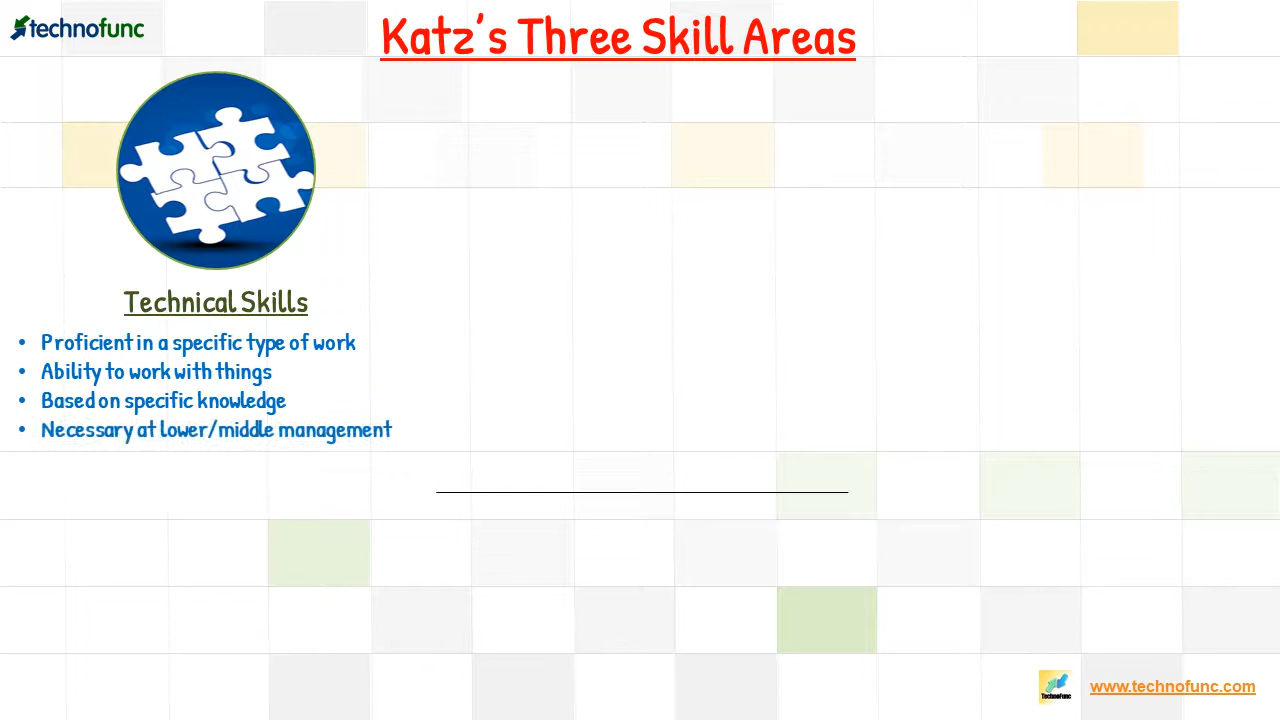 technofunc
Katz's Three Skill Areas
Technical Skills
• Proficient in a specific type of work
• Ability to work with things
• Based on specific knowledge
• Necessary at lower/middle management
TechnoFunc
www.technofunc.com